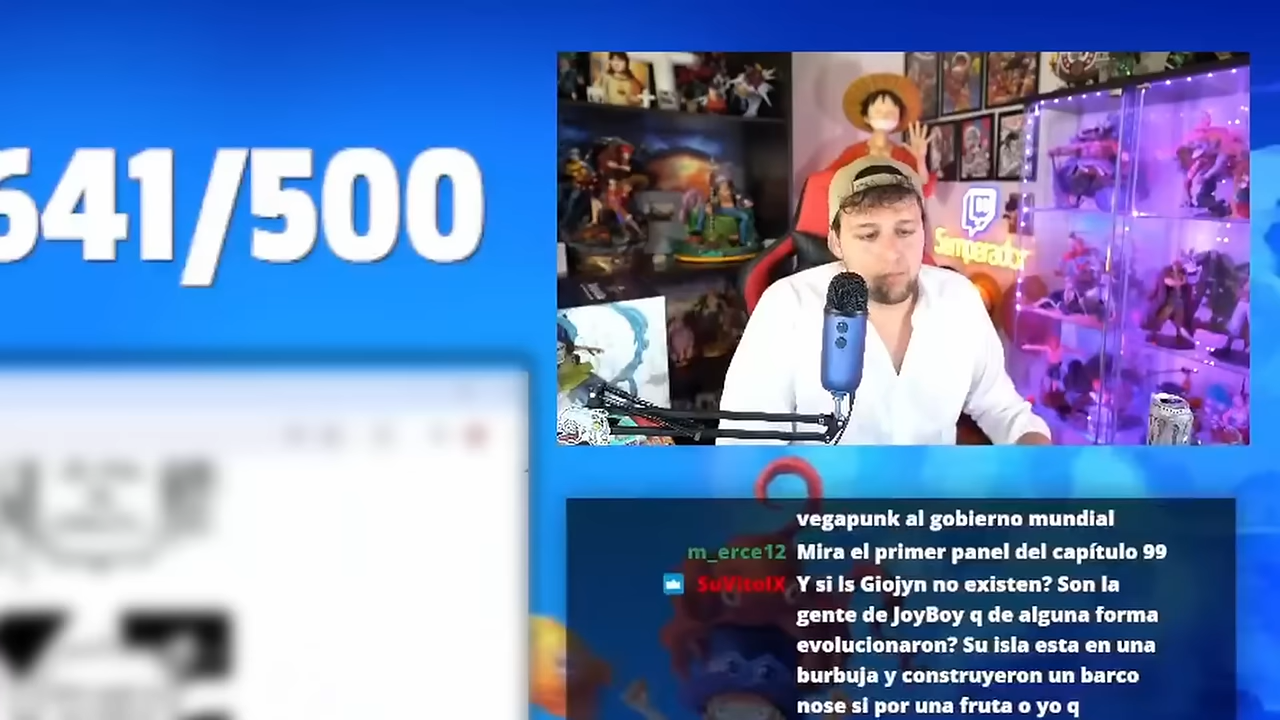 641/500
Sumperador
vegapunk al gobierno mundial
m_erce12 Mira el primer panel del capítulo 99
SuVitoIX Y si ls Giojyn no existen? Son la
gente de JoyBoy q de alguna forma
evolucionaron? Su isla esta en una
burbuja y construyeron un barco
nose si por una fruta o yo q